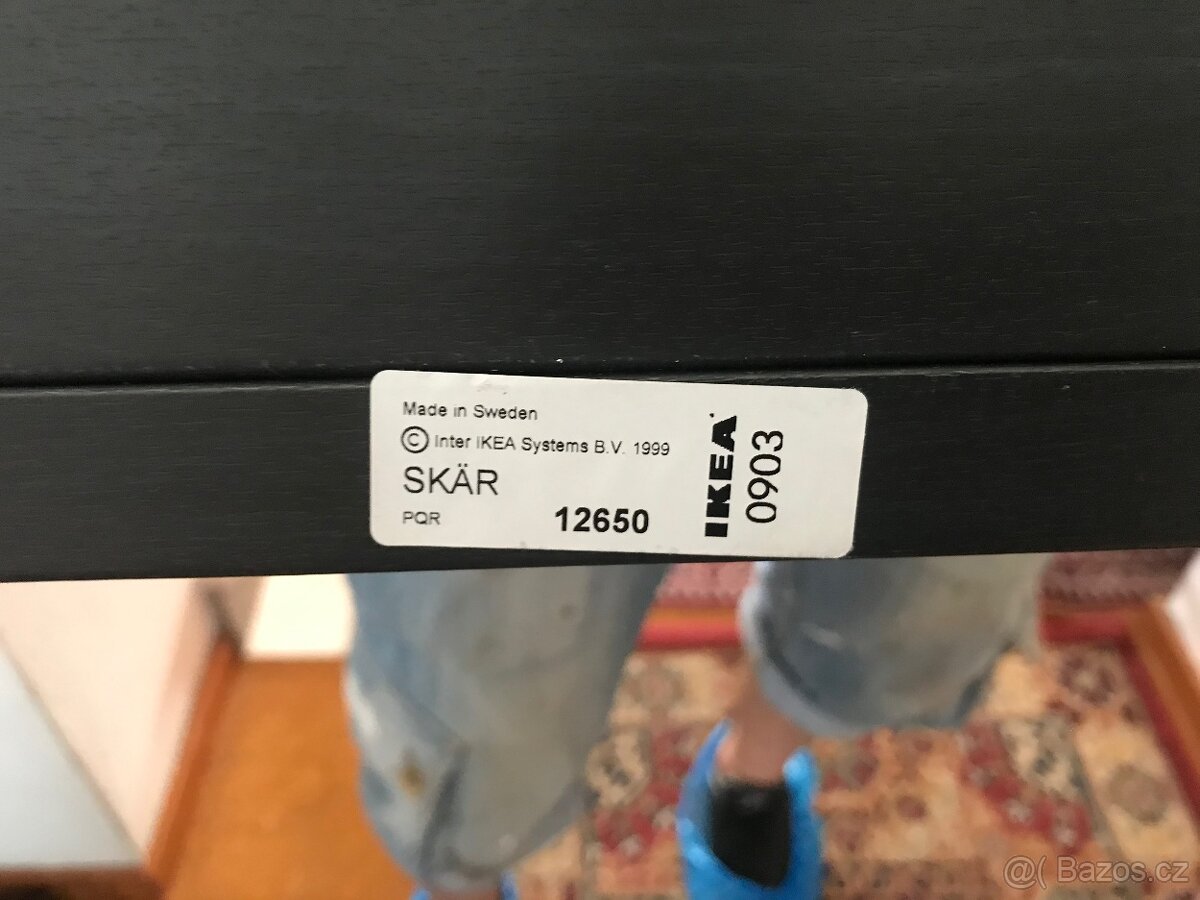 Made in Sweden
© Inter IKEA Systems B.V. 1999
SKÄR
PQR 12650
IKEA
0903
@( Bazos.cz